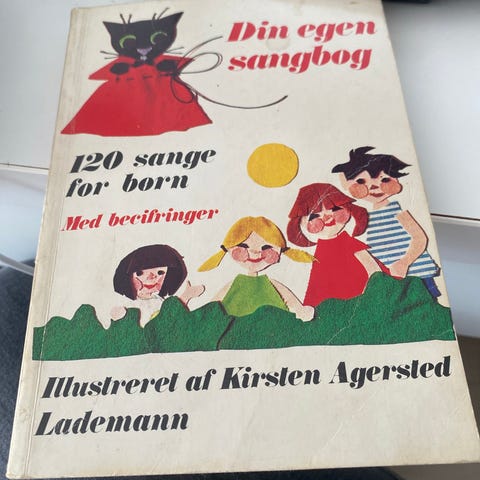 Din egen
sangbog
120 sange
for børn
Med becifringer
Illustreret af Kirsten Agersted
Lademann